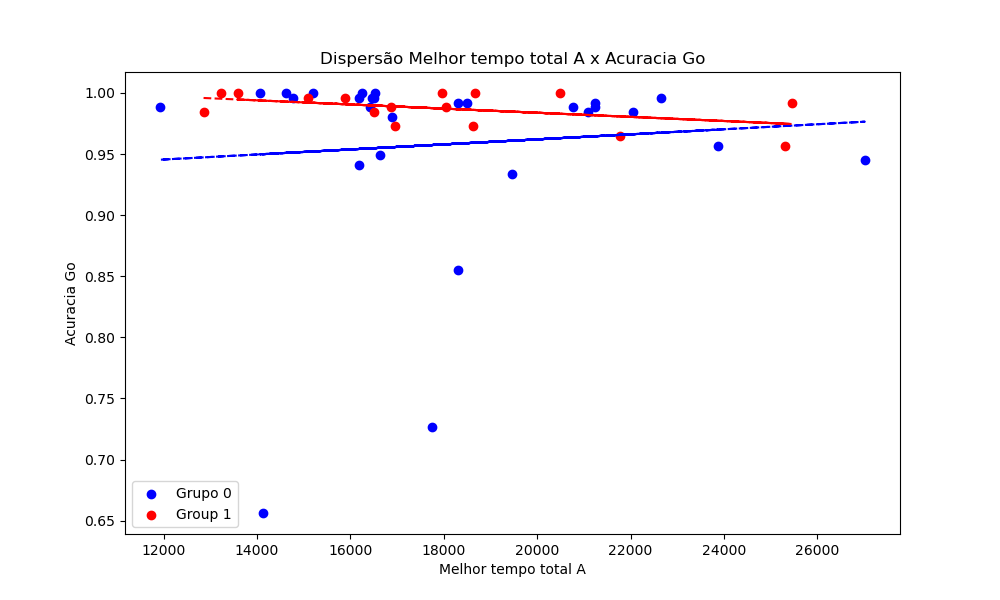 Dispersão Melhor tempo total A x Acuracia Go
Acuracia Go
1.00
0.95
0.90
0.85
0.80
0.75
0.70
0.65
Grupo 0
Group 1
12000 14000 16000 18000 20000 22000 24000 26000
Melhor tempo total A